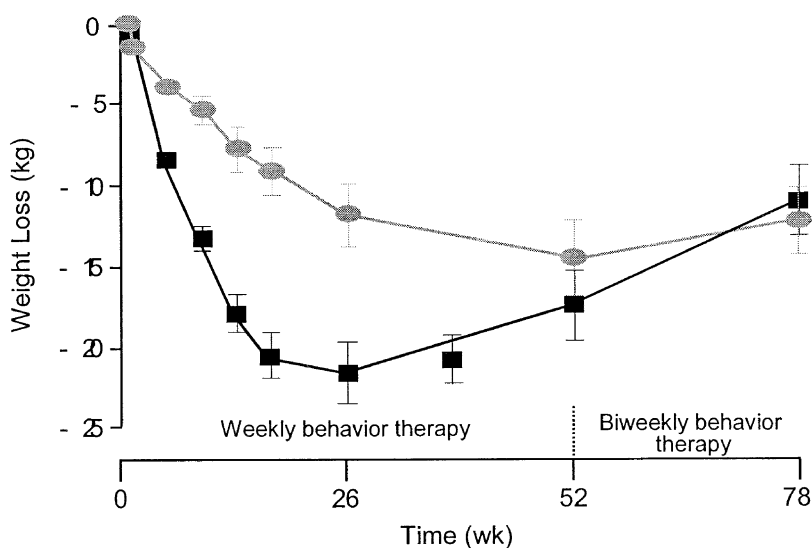 0
- 5
- 10
- 15
- 20
- 25
Weight Loss (kg)
Weekly behavior therapy
Biweekly behavior
therapy
0
26
52
78
Time (wk)